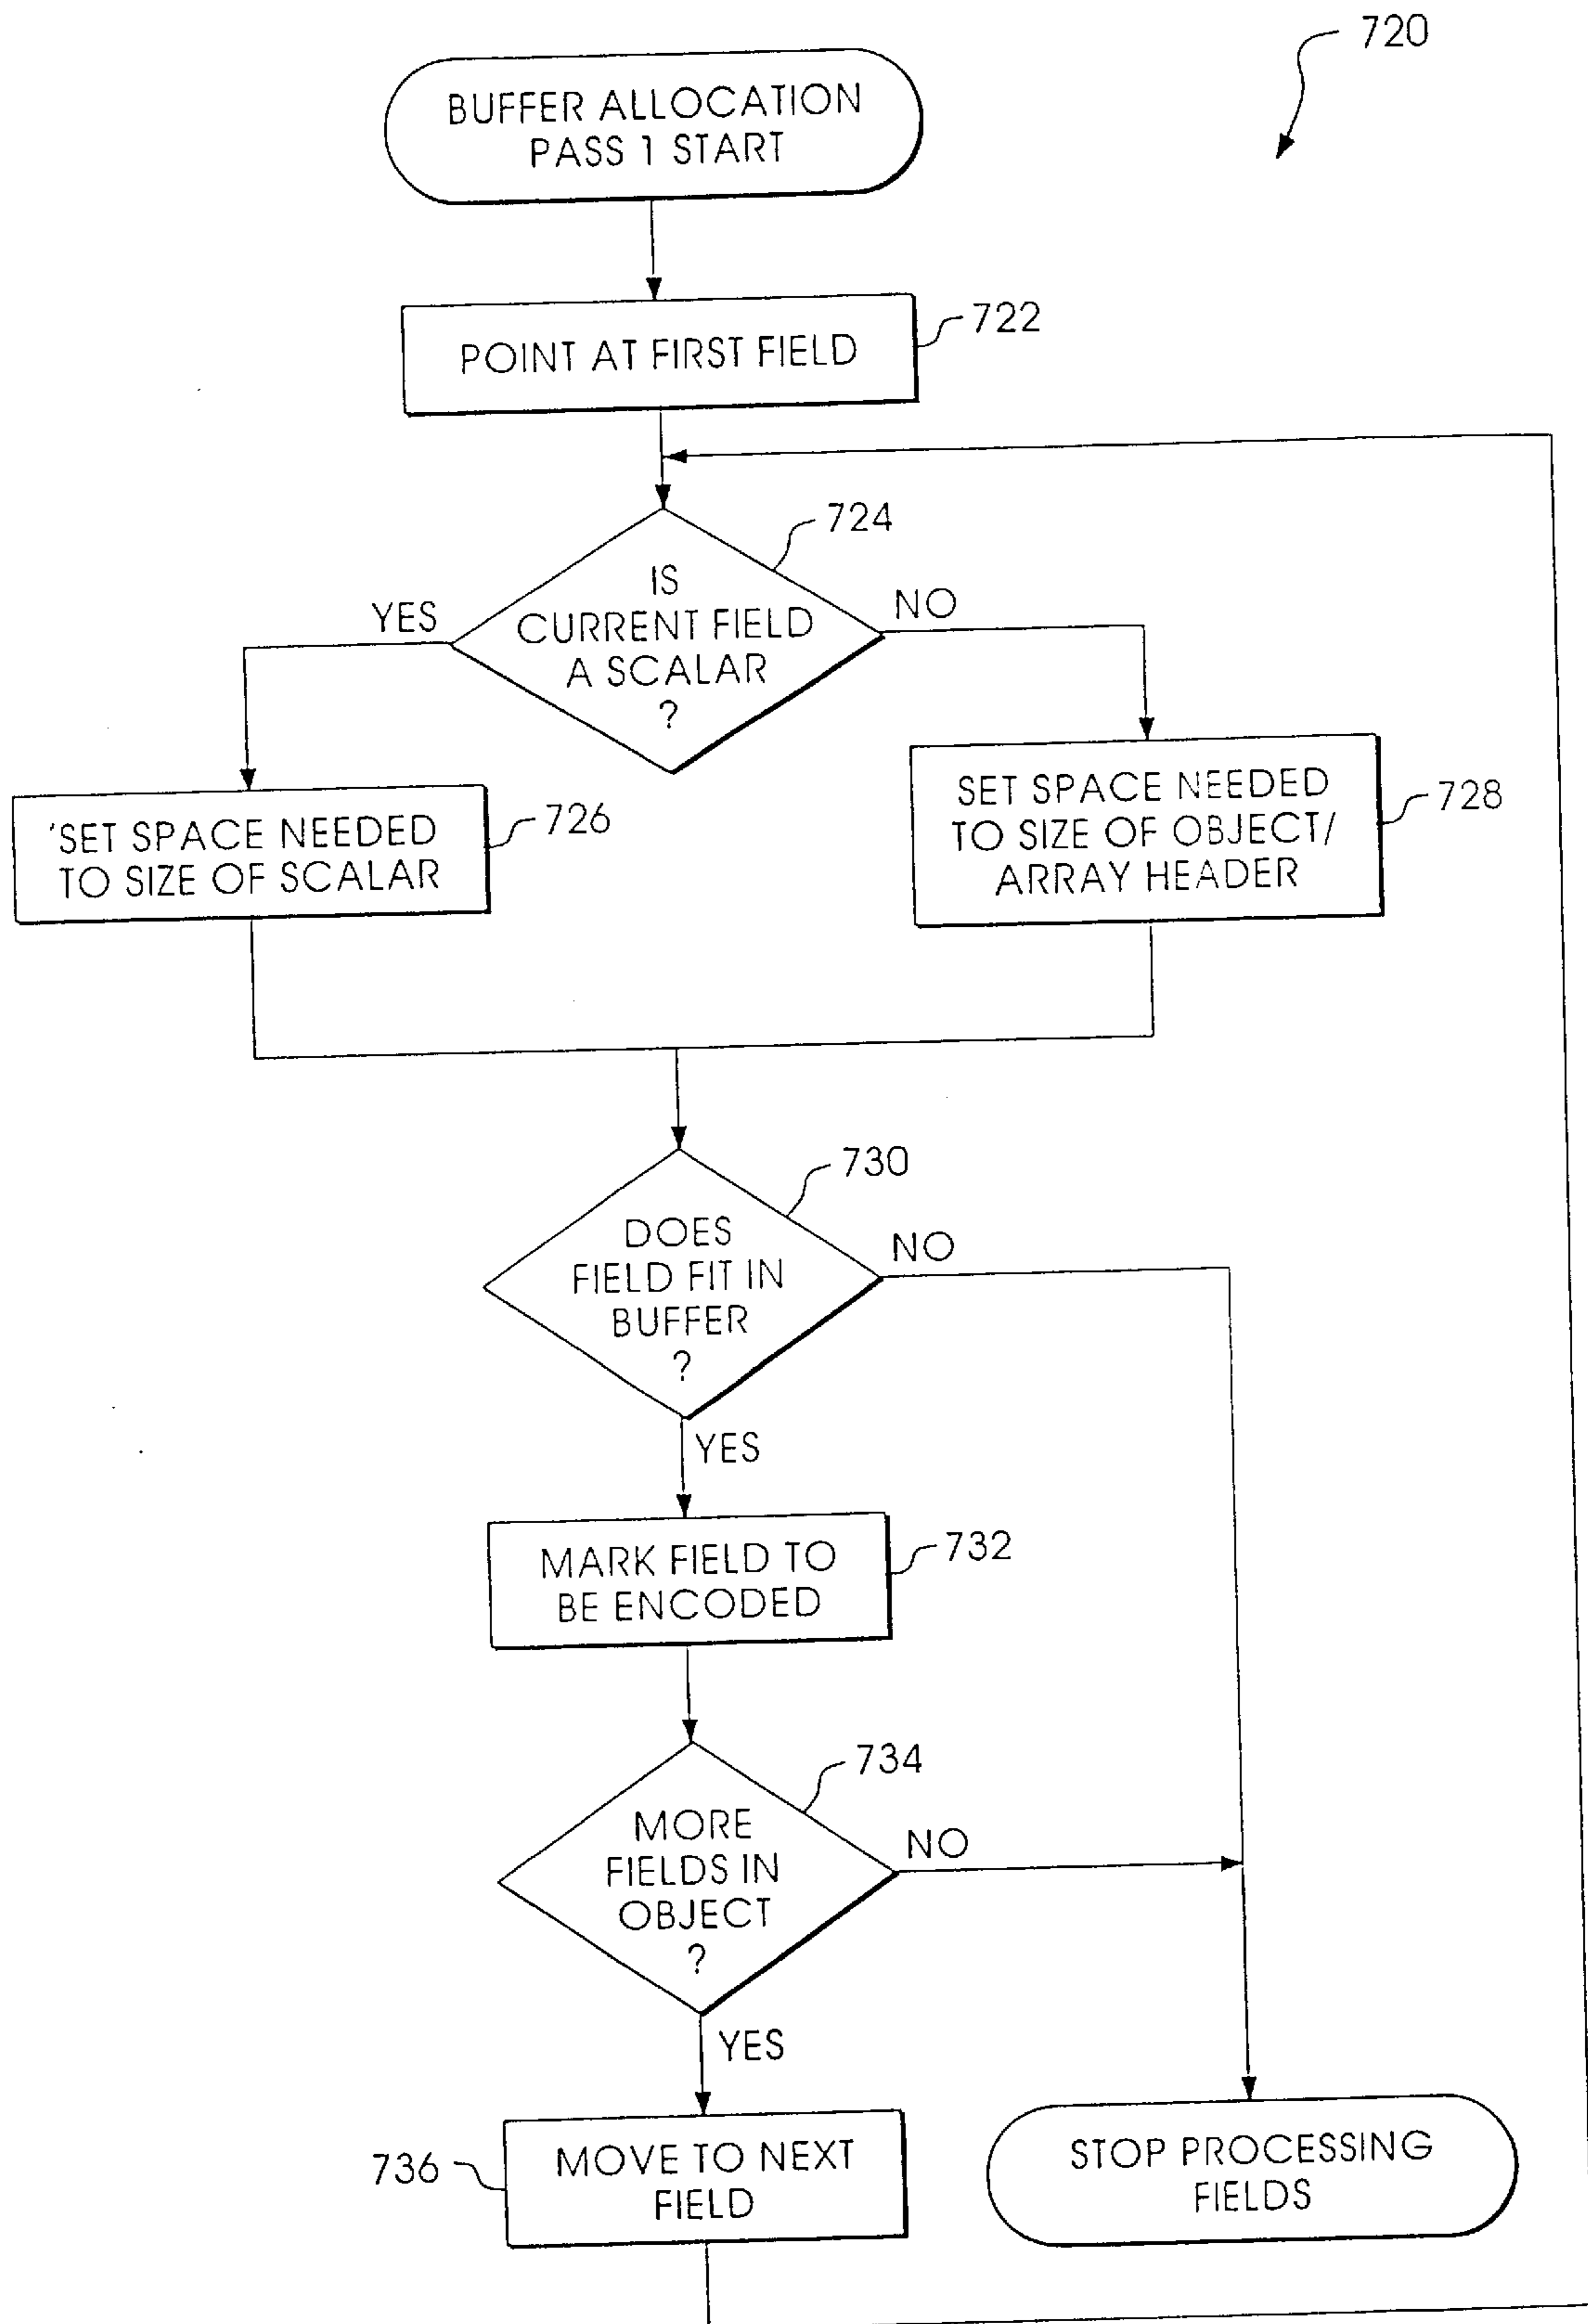 720
BUFFER ALLOCATION
PASS 1 START
POINT AT FIRST FIELD
722
724
IS
CURRENT FIELD
A SCALAR
?
YES
NO
'SET SPACE NEEDED
TO SIZE OF SCALAR
726
SET SPACE NEEDED
TO SIZE OF OBJECT/
ARRAY HEADER
728
730
DOES
FIELD FIT IN
BUFFER
?
NO
YES
MARK FIELD TO
BE ENCODED
732
734
MORE
FIELDS IN
OBJECT
?
NO
YES
736
MOVE TO NEXT
FIELD
STOP PROCESSING
FIELDS